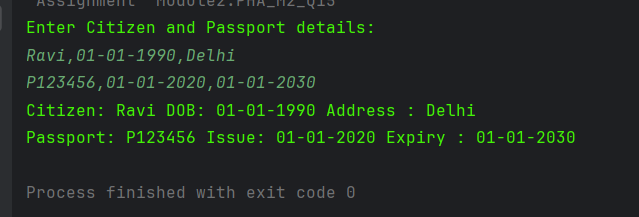 Assignment Module2.PHA_M2_Q15
Enter Citizen and Passport details:
Ravi,01-01-1990,Delhi
P123456,01-01-2020,01-01-2030
Citizen: Ravi DOB: 01-01-1990 Address : Delhi
Passport: P123456 Issue: 01-01-2020 Expiry : 01-01-2030
Process finished with exit code 0